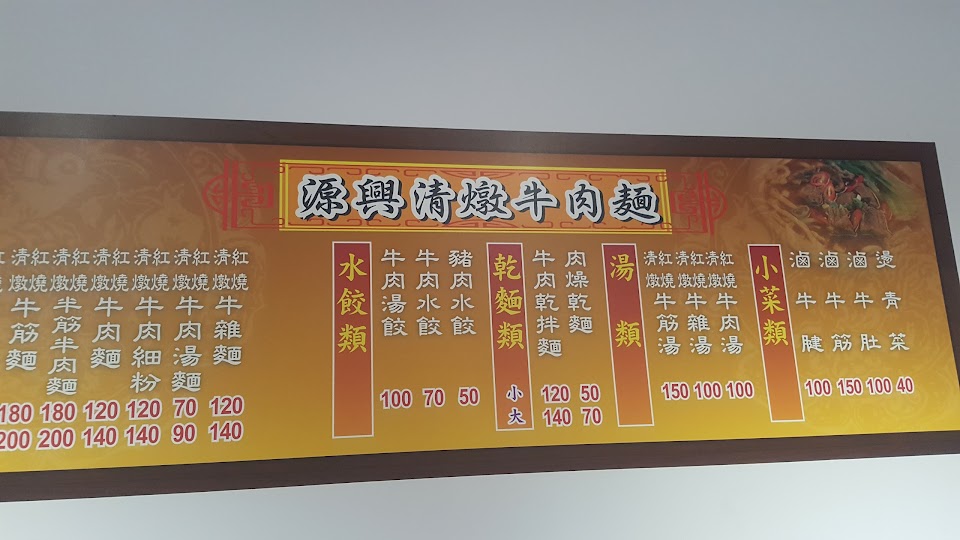 源興清燉牛肉麵
小菜類
燙青菜 40
滷牛肚 100
滷牛筋 150
滷牛腱 100
湯類
清燉 紅燒 牛肉湯 100
清燉 紅燒 牛雜湯 100
清燉 紅燒 牛筋湯 150
乾麵類 小 大
肉燥乾麵 50 70
牛肉乾拌麵 120 140
水餃類
豬肉水餃 50
牛肉水餃 70
牛肉湯餃 100
清燉 紅燒 牛雜麵 120 140
清燉 紅燒 牛肉湯麵 70 90
清燉 紅燒 牛肉細粉 120 140
清燉 紅燒 牛肉麵 120 140
清燉 紅燒 半筋半肉麵 180 200
清燉 紅燒 牛筋麵 180 200